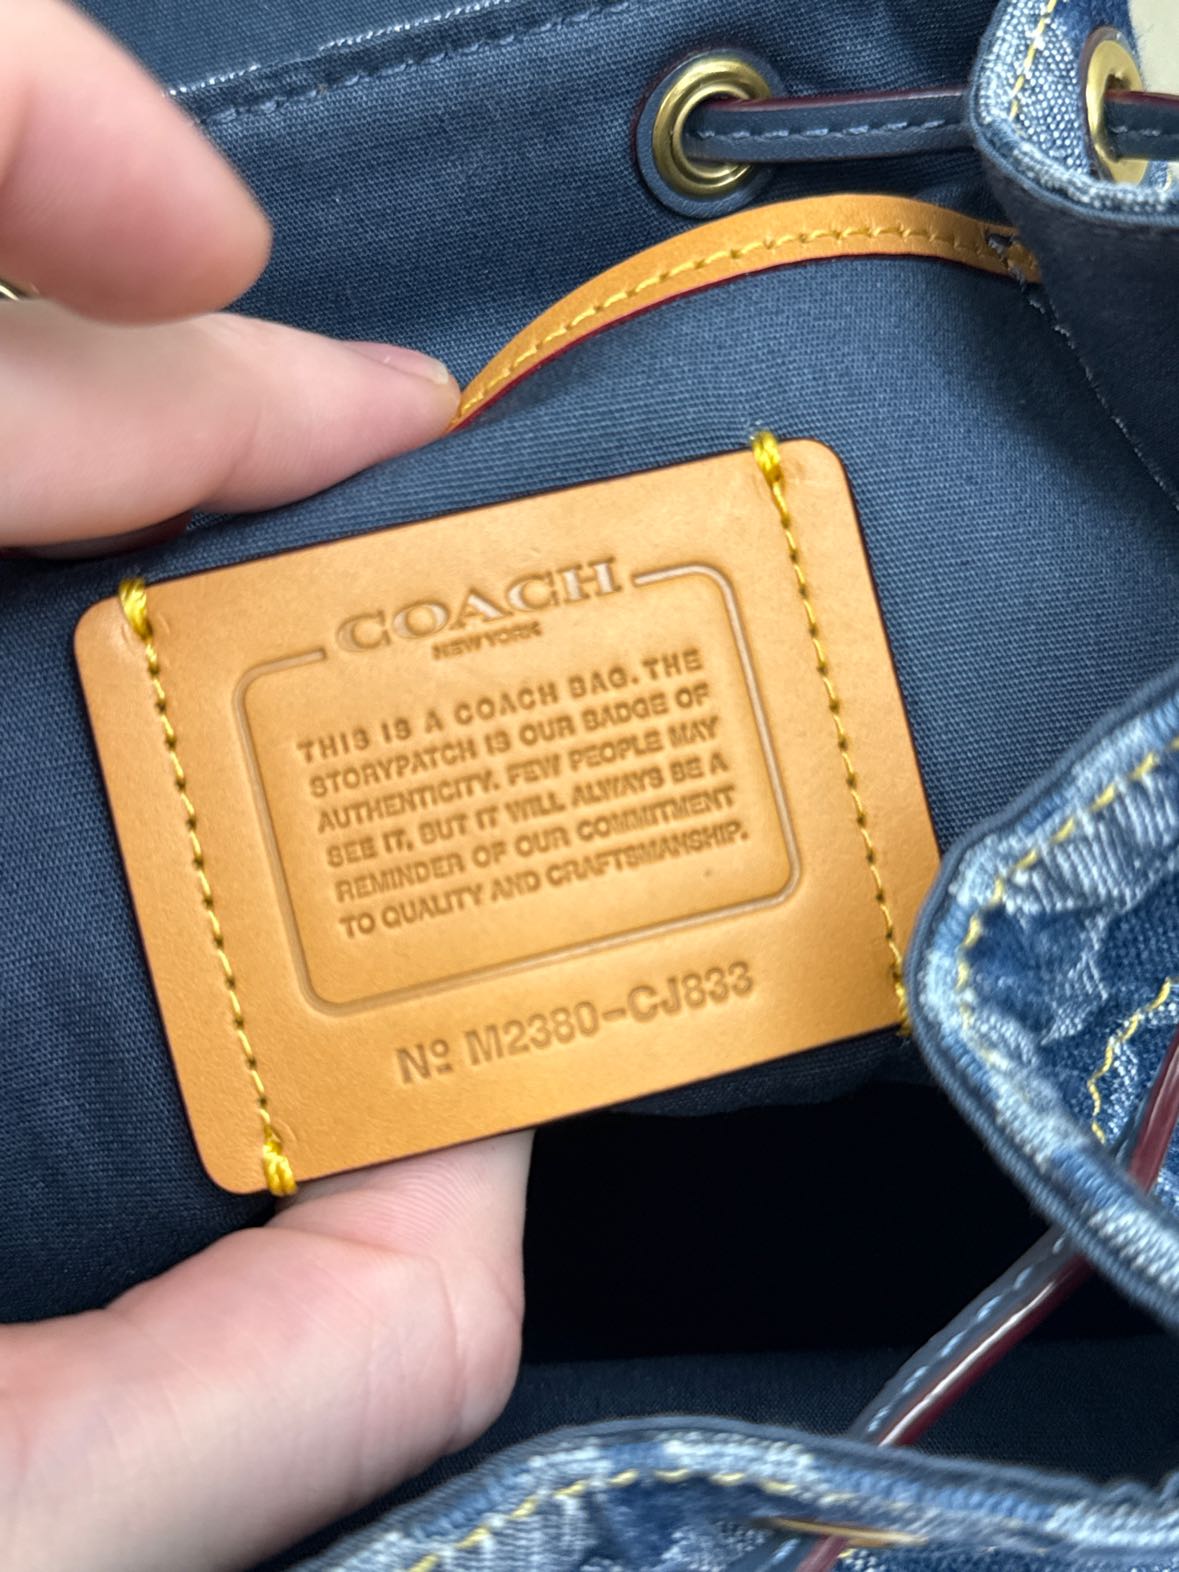 COACH
NEW YORK
THIS IS A COACH BAG. THE
STORYPATCH IS OUR BADGE OF
AUTHENTICITY. FEW PEOPLE MAY
SEE IT, BUT IT WILL ALWAYS BE A
REMINDER OF OUR COMMITMENT
TO QUALITY AND CRAFTSMANSHIP.
Nº M2380-CJ833